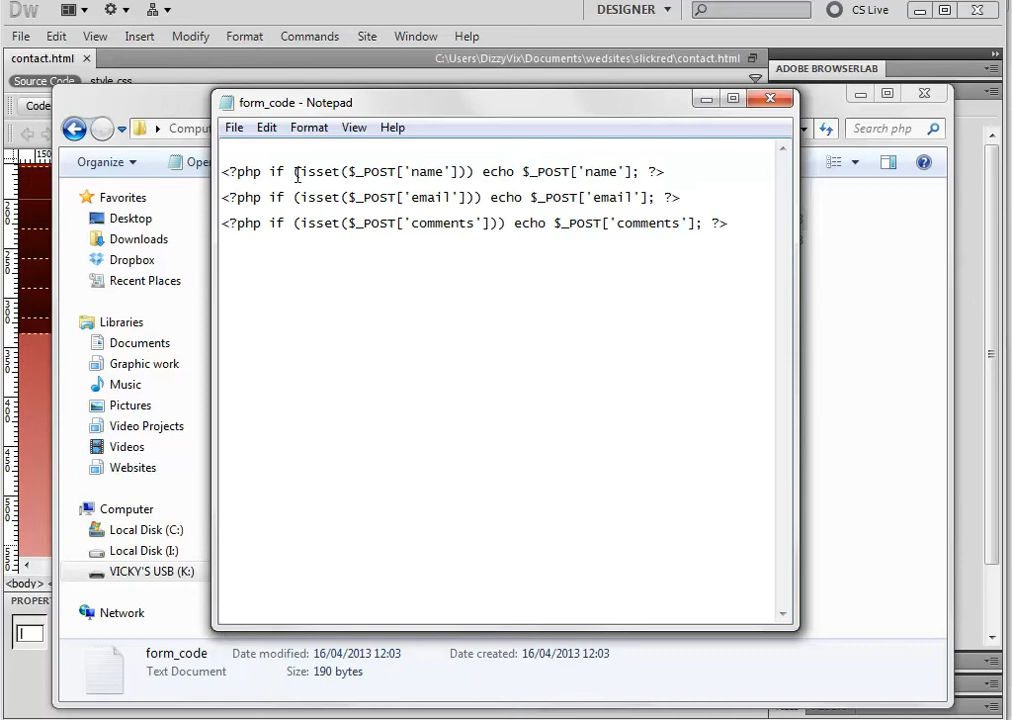 Dw
DESIGNER
CS Live
File Edit View Insert Modify Format Commands Site Window Help
contact.html
C:\Users\DizzyVix\Documents\wedsites\slickred\contact.html
ADOBE BROWSERLAB
Source Code style.css
Code
form_code - Notepad
Comput
Search php
File Edit Format View Help
Organize
Open
<?php if (isset($_POST['name'])) echo $_POST['name']; ?>
<?php if (isset($_POST['email'])) echo $_POST['email']; ?>
<?php if (isset($_POST['comments'])) echo $_POST['comments']; ?>
Favorites
Desktop
Downloads
Dropbox
Recent Places
Libraries
Documents
Graphic work
Music
Pictures
Video Projects
Videos
Websites
Computer
Local Disk (C:)
Local Disk (I:)
VICKY'S USB (K:)
Network
<body>
PROPER
form_code
Date modified: 16/04/2013 12:03
Date created: 16/04/2013 12:03
Text Document
Size: 190 bytes